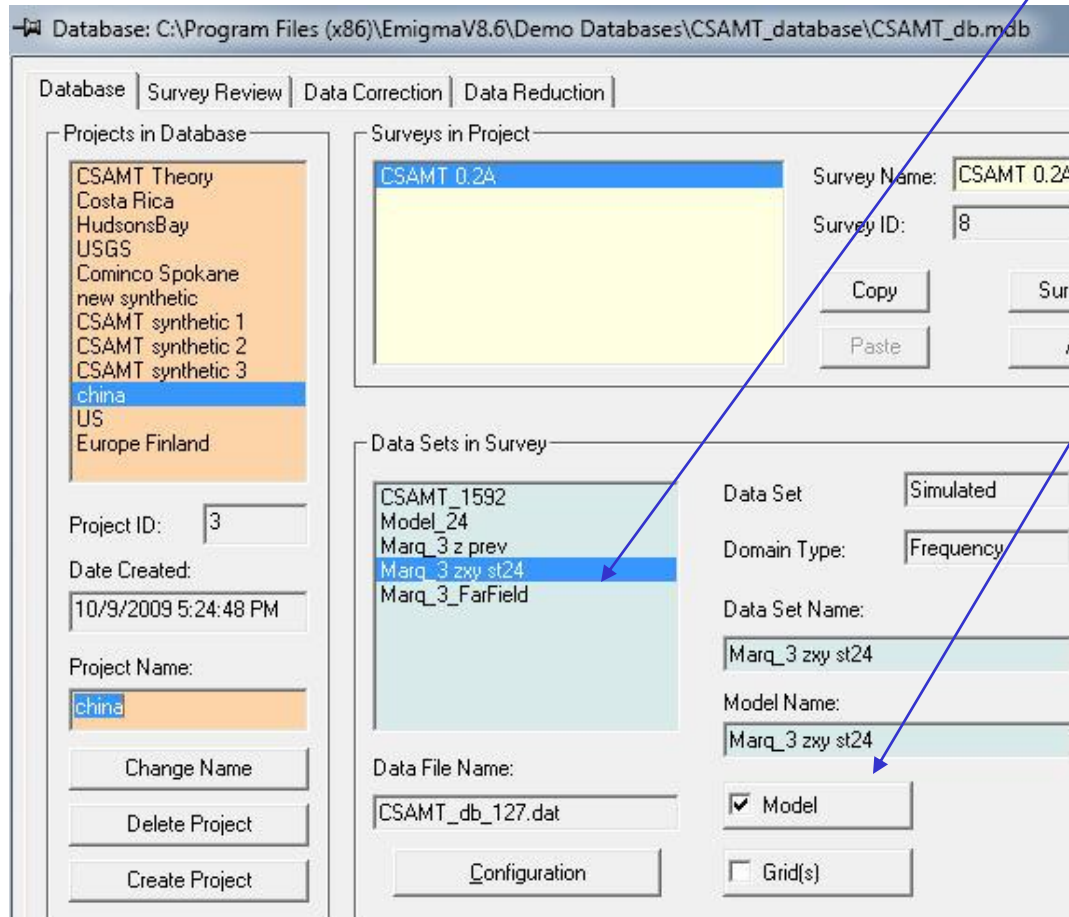 Database: C:\Program Files (x86)\EmigmaV8.6\Demo Databases\CSAMT_database\CSAMT_db.mdb
Database
Survey Review
Data Correction
Data Reduction
Projects in Database
CSAMT Theory
Costa Rica
HudsonsBay
USGS
Cominco Spokane
new synthetic
CSAMT synthetic 1
CSAMT synthetic 2
CSAMT synthetic 3
china
US
Europe Finland
Project ID: 3
Date Created:
10/9/2009 5:24:48 PM
Project Name:
china
Change Name
Delete Project
Create Project
Surveys in Project
CSAMT 0.2A
Survey Name: CSAMT 0.2A
Survey ID: 8
Copy
Sur
Paste
Data Sets in Survey
CSAMT_1592
Model_24
Marq_3 z prev
Marq_3 zxy st24
Marq_3_FarField
Data File Name:
CSAMT_db_127.dat
Configuration
Data Set Simulated
Domain Type: Frequency
Data Set Name:
Marq_3 zxy st24
Model Name:
Marq_3 zxy st24
Model
Grid(s)